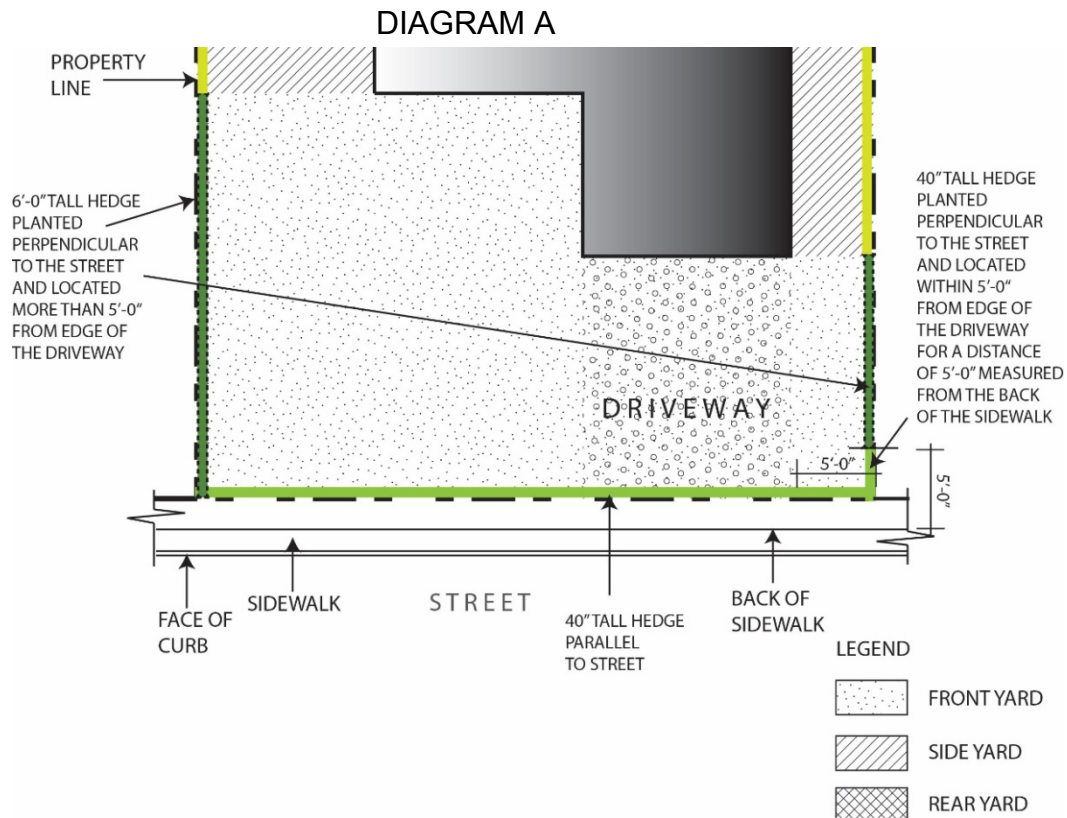 DIAGRAM A
PROPERTY
LINE
6'-0" TALL HEDGE
PLANTED
PERPENDICULAR
TO THE STREET
AND LOCATED
MORE THAN 5'-0"
FROM EDGE OF
THE DRIVEWAY
40" TALL HEDGE
PLANTED
PERPENDICULAR
TO THE STREET
AND LOCATED
WITHIN 5'-0"
FROM EDGE OF
THE DRIVEWAY
FOR A DISTANCE
OF 5'-0" MEASURED
FROM THE BACK
OF THE SIDEWALK
DRIVEWAY
5'-0"
5'-0"
FACE OF
CURB
SIDEWALK
STREET
40" TALL HEDGE
PARALLEL
TO STREET
BACK OF
SIDEWALK
LEGEND
FRONT YARD
SIDE YARD
REAR YARD